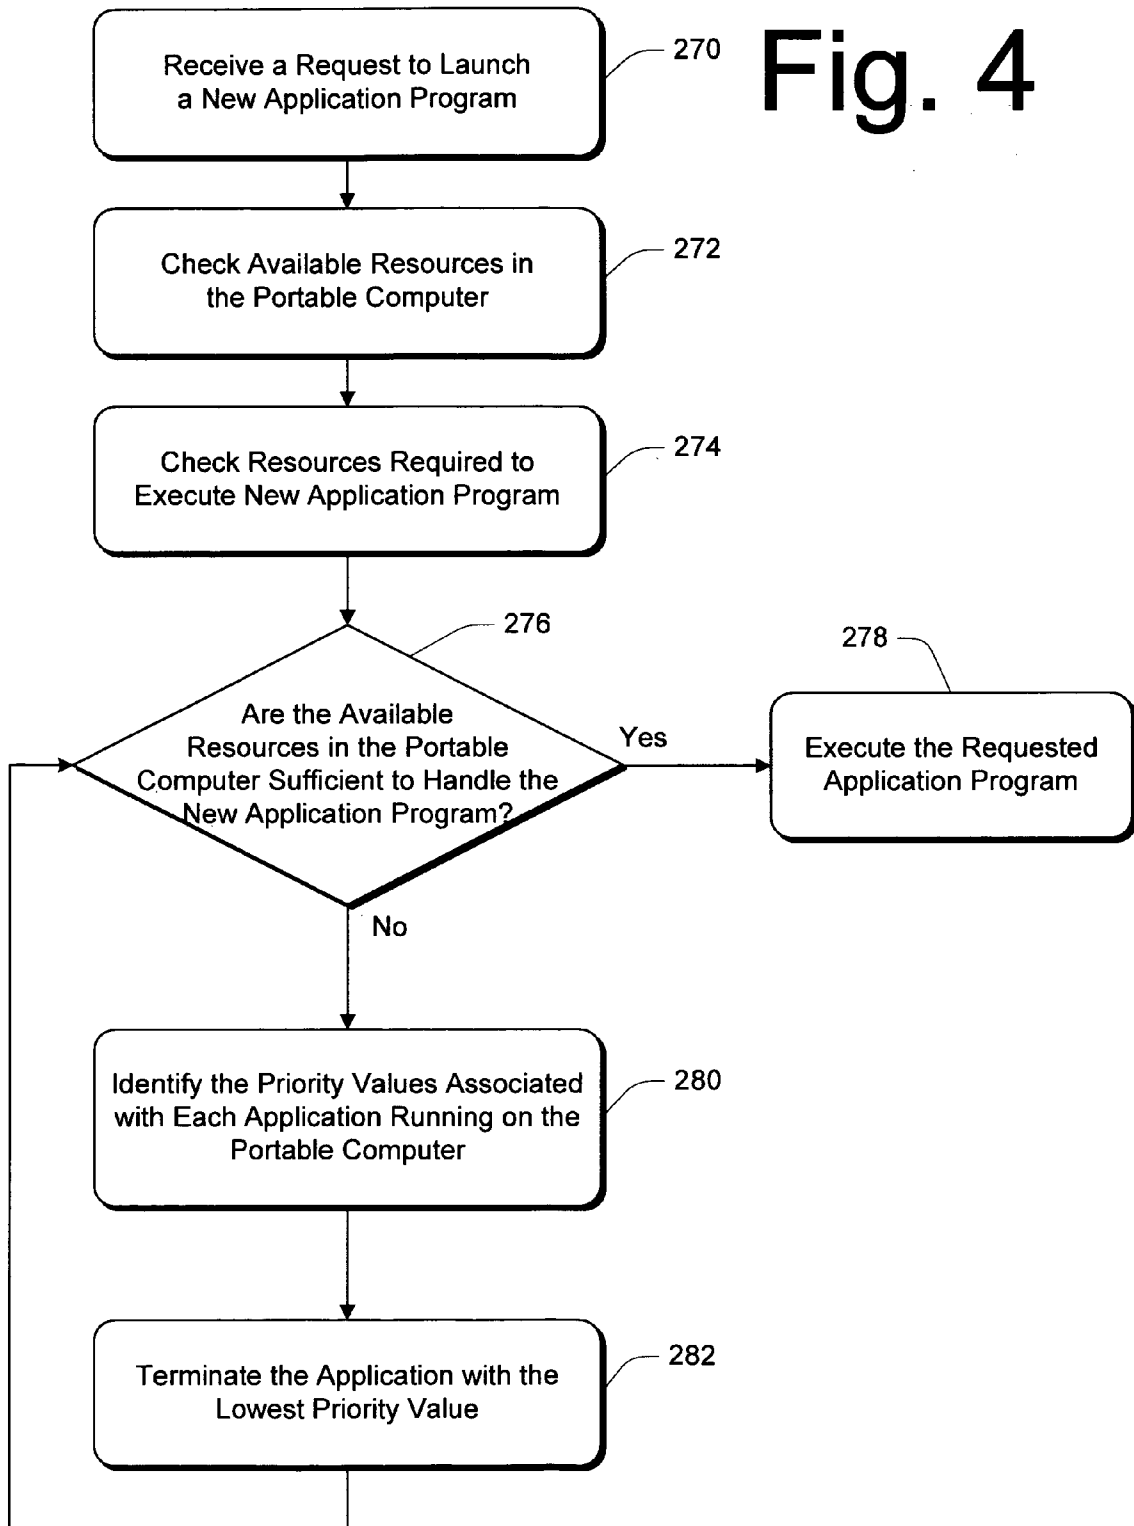 Fig. 4
Receive a Request to Launch
a New Application Program
270
Check Available Resources in
the Portable Computer
272
Check Resources Required to
Execute New Application Program
274
276
Are the Available
Resources in the Portable
Computer Sufficient to Handle the
New Application Program?
Yes
278
Execute the Requested
Application Program
No
Identify the Priority Values Associated
with Each Application Running on the
Portable Computer
280
Terminate the Application with the
Lowest Priority Value
282